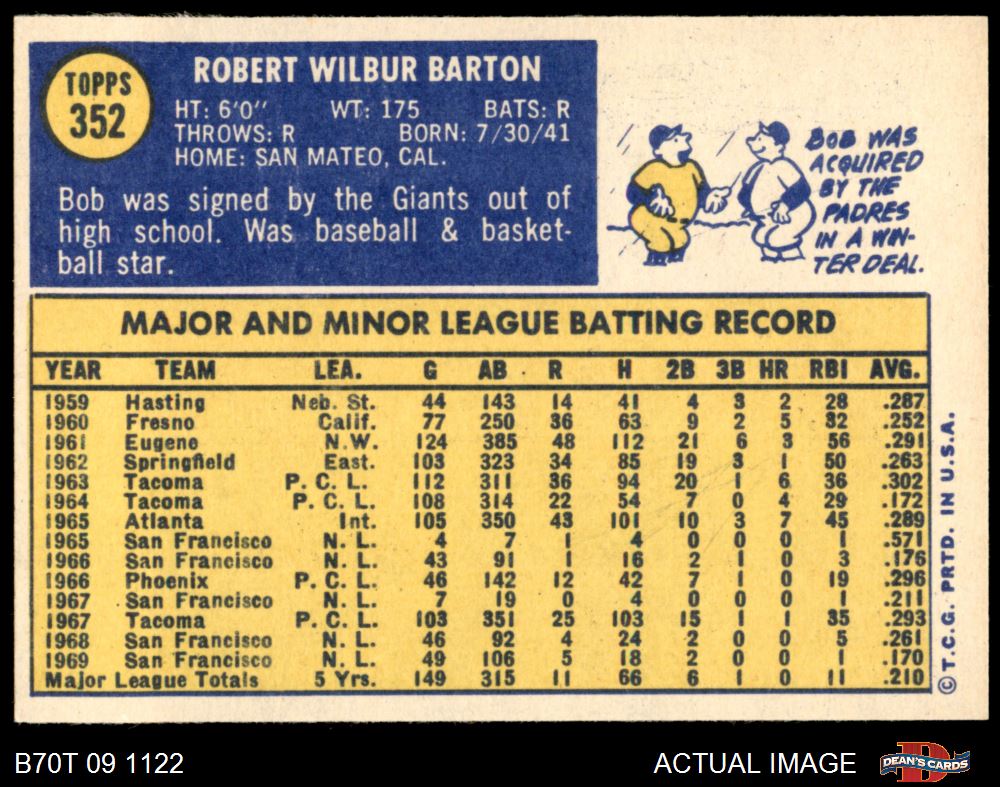 TOPPS
352
ROBERT WILBUR BARTON
HT: 6'0" WT: 175 BATS: R
THROWS: R BORN: 7/30/41
HOME: SAN MATEO, CAL.
Bob was signed by the Giants out of
high school. Was baseball & basket-
ball star.
BOB WAS
ACQUIRED
BY THE
PADRES
IN A WIN-
TER DEAL.
MAJOR AND MINOR LEAGUE BATTING RECORD
YEAR TEAM LEA. G AB R H 2B 3B HR RBI AVG.
1959 Hasting Neb. St. 44 143 14 41 4 3 2 28 .287
1960 Fresno Calif. 77 250 36 63 9 2 5 32 .252
1961 Eugene N.W. 124 385 48 112 21 6 3 56 .291
1962 Springfield East. 103 323 34 85 19 3 1 50 .263
1963 Tacoma P. C. L. 112 311 36 94 20 1 6 36 .302
1964 Tacoma P. C. L. 108 314 22 54 7 0 4 29 .172
1965 Atlanta Int. 105 350 43 101 10 3 7 45 .289
1965 San Francisco N. L. 4 7 1 4 0 0 0 1 .571
1966 San Francisco N. L. 43 91 1 16 2 1 0 3 .176
1966 Phoenix P. C. L. 46 142 12 42 7 1 0 19 .296
1967 San Francisco N. L. 7 19 0 4 0 0 0 1 .211
1967 Tacoma P. C. L. 103 351 25 103 15 1 1 35 .293
1968 San Francisco N. L. 46 92 4 24 2 0 0 5 .261
1969 San Francisco N. L. 49 106 5 18 2 0 0 1 .170
Major League Totals 5 Yrs. 149 315 11 66 6 1 0 11 .210
© T.C.G. PRTD. IN U.S.A.
B70T 09 1122
ACTUAL IMAGE
DEAN'S CARDS